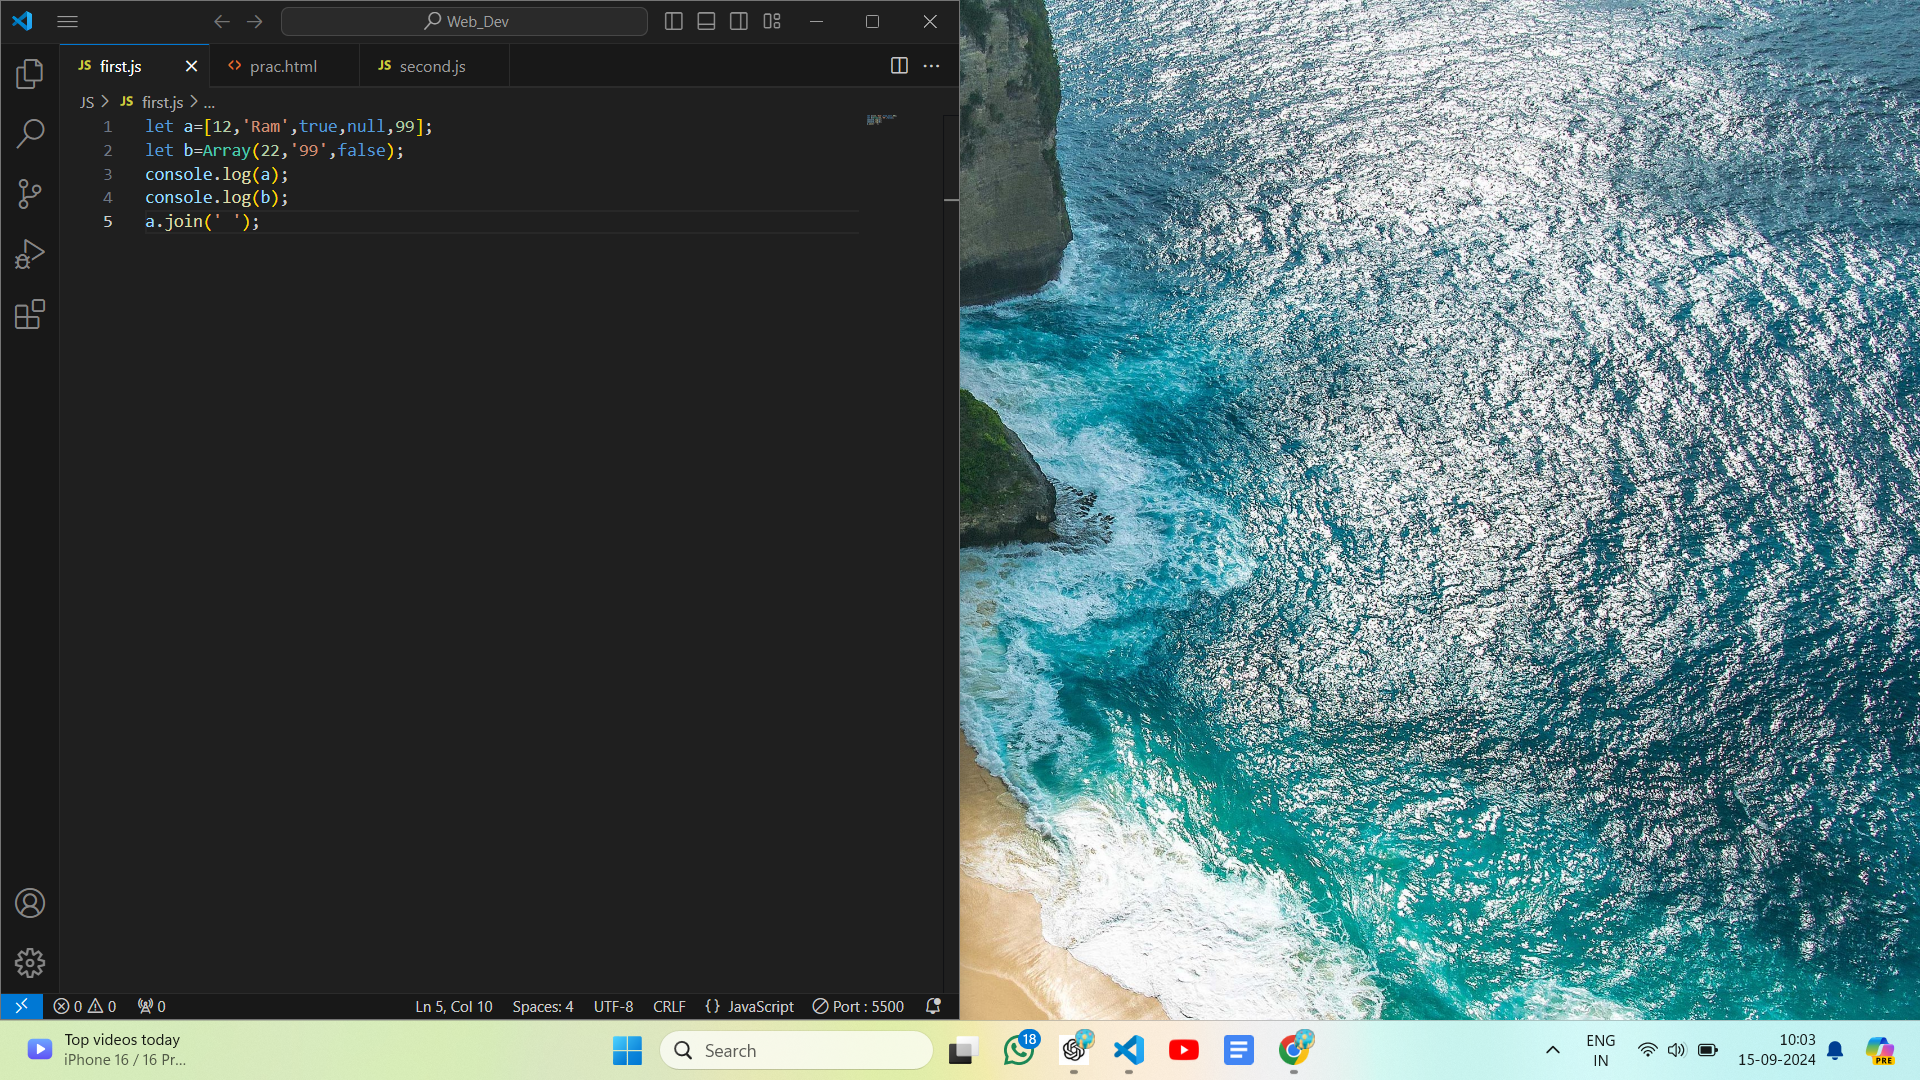 Web_Dev
JS first.js
<> prac.html
JS second.js
JS > JS first.js > ...
1 let a=[12,'Ram',true,null,99];
2 let b=Array(22,'99',false);
3 console.log(a);
4 console.log(b);
5 a.join(' ');
0 0 0 Ln 5, Col 10 Spaces: 4 UTF-8 CRLF {} JavaScript Port : 5500
Top videos today
iPhone 16 / 16 Pr...
Search
18
ENG
IN
10:03
15-09-2024
PRE